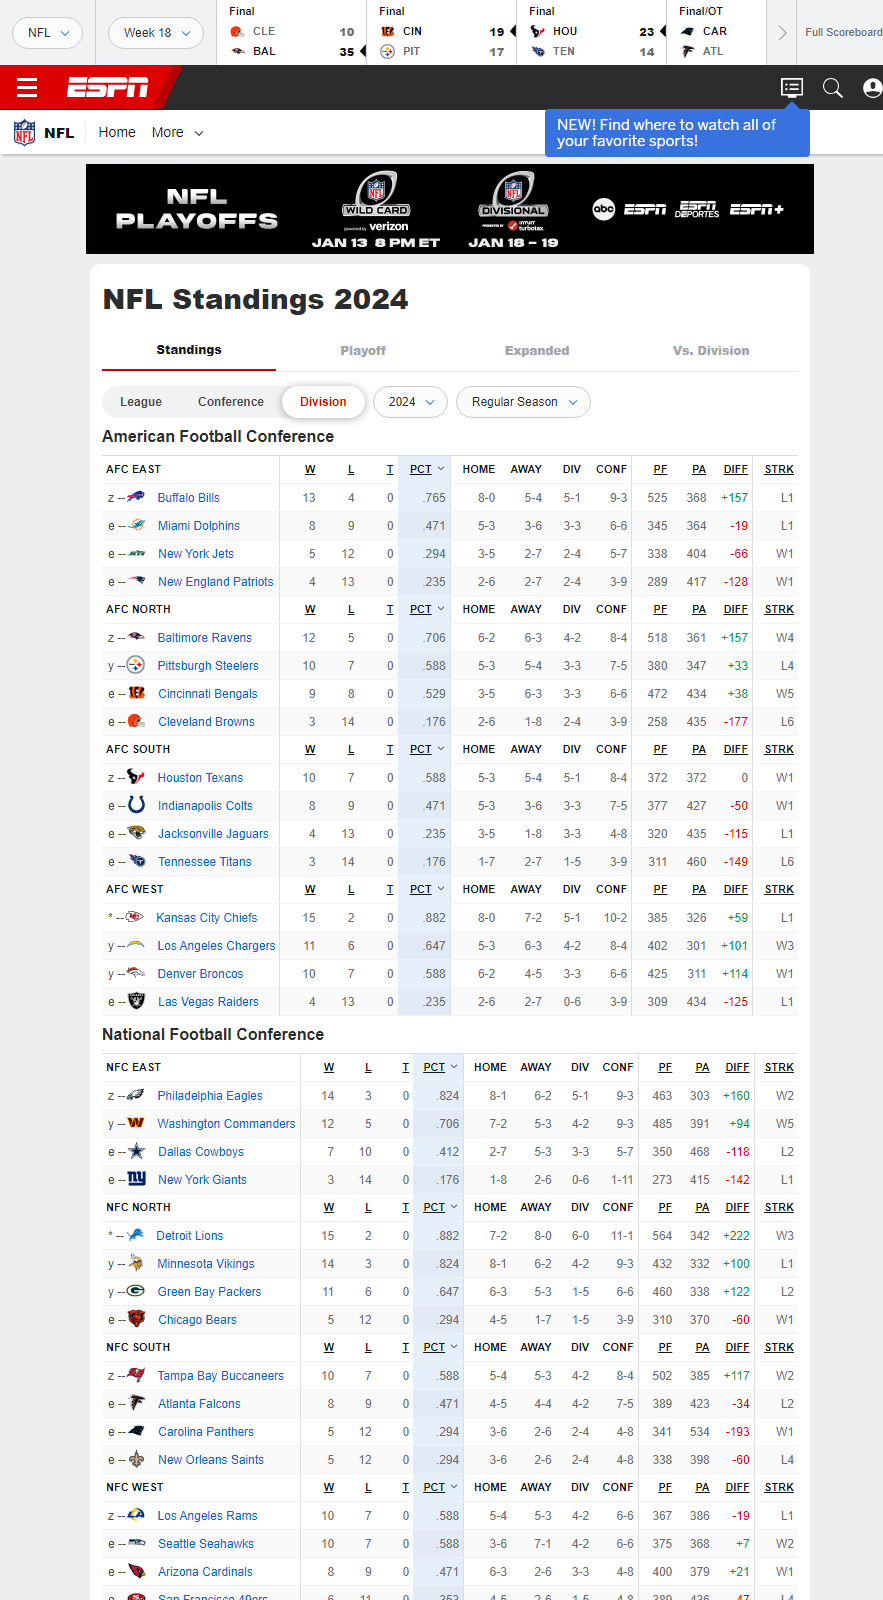 NFL Week 18
Final
CLE 10
BAL 35
Final
CIN 19
PIT 17
Final
HOU 23
TEN 14
Final/OT
CAR
ATL
Full Scoreboard
ESPN
NFL Home More
NEW! Find where to watch all of
your favorite sports!
NFL
PLAYOFFS
NFL
WILD CARD
powered by verizon
JAN 13 8 PM ET
NFL
DIVISIONAL
PRESENTED BY INTUIT turbotax
JAN 18 - 19
abc ESPN ESPN DEPORTES ESPN+
NFL Standings 2024
Standings Playoff Expanded Vs. Division
League Conference Division 2024 Regular Season
American Football Conference
AFC EAST W L T PCT HOME AWAY DIV CONF PF PA DIFF STRK
z -- Buffalo Bills 13 4 0 .765 8-0 5-4 5-1 9-3 525 368 +157 L1
e -- Miami Dolphins 8 9 0 .471 5-3 3-6 3-3 6-6 345 364 -19 L1
e -- New York Jets 5 12 0 .294 3-5 2-7 2-4 5-7 338 404 -66 W1
e -- New England Patriots 4 13 0 .235 2-6 2-7 2-4 3-9 289 417 -128 W1
AFC NORTH W L T PCT HOME AWAY DIV CONF PF PA DIFF STRK
z -- Baltimore Ravens 12 5 0 .706 6-2 6-3 4-2 8-4 518 361 +157 W4
y -- Pittsburgh Steelers 10 7 0 .588 5-3 5-4 3-3 7-5 380 347 +33 L4
e -- Cincinnati Bengals 9 8 0 .529 3-5 6-3 3-3 6-6 472 434 +38 W5
e -- Cleveland Browns 3 14 0 .176 2-6 1-8 2-4 3-9 258 435 -177 L6
AFC SOUTH W L T PCT HOME AWAY DIV CONF PF PA DIFF STRK
z -- Houston Texans 10 7 0 .588 5-3 5-4 5-1 8-4 372 372 0 W1
e -- Indianapolis Colts 8 9 0 .471 5-3 3-6 3-3 7-5 377 427 -50 W1
e -- Jacksonville Jaguars 4 13 0 .235 3-5 1-8 3-3 4-8 320 435 -115 L1
e -- Tennessee Titans 3 14 0 .176 1-7 2-7 1-5 3-9 311 460 -149 L6
AFC WEST W L T PCT HOME AWAY DIV CONF PF PA DIFF STRK
* -- Kansas City Chiefs 15 2 0 .882 8-0 7-2 5-1 10-2 385 326 +59 L1
y -- Los Angeles Chargers 11 6 0 .647 5-3 6-3 4-2 8-4 402 301 +101 W3
y -- Denver Broncos 10 7 0 .588 6-2 4-5 3-3 6-6 425 311 +114 W1
e -- Las Vegas Raiders 4 13 0 .235 2-6 2-7 0-6 3-9 309 434 -125 L1
National Football Conference
NFC EAST W L T PCT HOME AWAY DIV CONF PF PA DIFF STRK
z -- Philadelphia Eagles 14 3 0 .824 8-1 6-2 5-1 9-3 463 303 +160 W2
y -- Washington Commanders 12 5 0 .706 7-2 5-3 4-2 9-3 485 391 +94 W5
e -- Dallas Cowboys 7 10 0 .412 2-7 5-3 3-3 5-7 350 468 -118 L2
e -- New York Giants 3 14 0 .176 1-8 2-6 0-6 1-11 273 415 -142 L1
NFC NORTH W L T PCT HOME AWAY DIV CONF PF PA DIFF STRK
* -- Detroit Lions 15 2 0 .882 7-2 8-0 6-0 11-1 564 342 +222 W3
y -- Minnesota Vikings 14 3 0 .824 8-1 6-2 4-2 9-3 432 332 +100 L1
y -- Green Bay Packers 11 6 0 .647 6-3 5-3 1-5 6-6 460 338 +122 L2
e -- Chicago Bears 5 12 0 .294 4-5 1-7 1-5 3-9 310 370 -60 W1
NFC SOUTH W L T PCT HOME AWAY DIV CONF PF PA DIFF STRK
z -- Tampa Bay Buccaneers 10 7 0 .588 5-4 5-3 4-2 8-4 502 385 +117 W2
e -- Atlanta Falcons 8 9 0 .471 4-5 4-4 4-2 7-5 389 423 -34 L2
e -- Carolina Panthers 5 12 0 .294 3-6 2-6 2-4 4-8 341 534 -193 W1
e -- New Orleans Saints 5 12 0 .294 3-6 2-6 2-4 4-8 338 398 -60 L4
NFC WEST W L T PCT HOME AWAY DIV CONF PF PA DIFF STRK
z -- Los Angeles Rams 10 7 0 .588 5-4 5-3 4-2 6-6 367 386 -19 L1
e -- Seattle Seahawks 10 7 0 .588 3-6 7-1 4-2 6-6 375 368 +7 W2
e -- Arizona Cardinals 8 9 0 .471 6-3 2-6 3-3 4-8 400 379 +21 W1
e -- San Francisco 49ers 6 11 0 .353 4-5 2-6 1-5 4-8 389 436 -47 L4